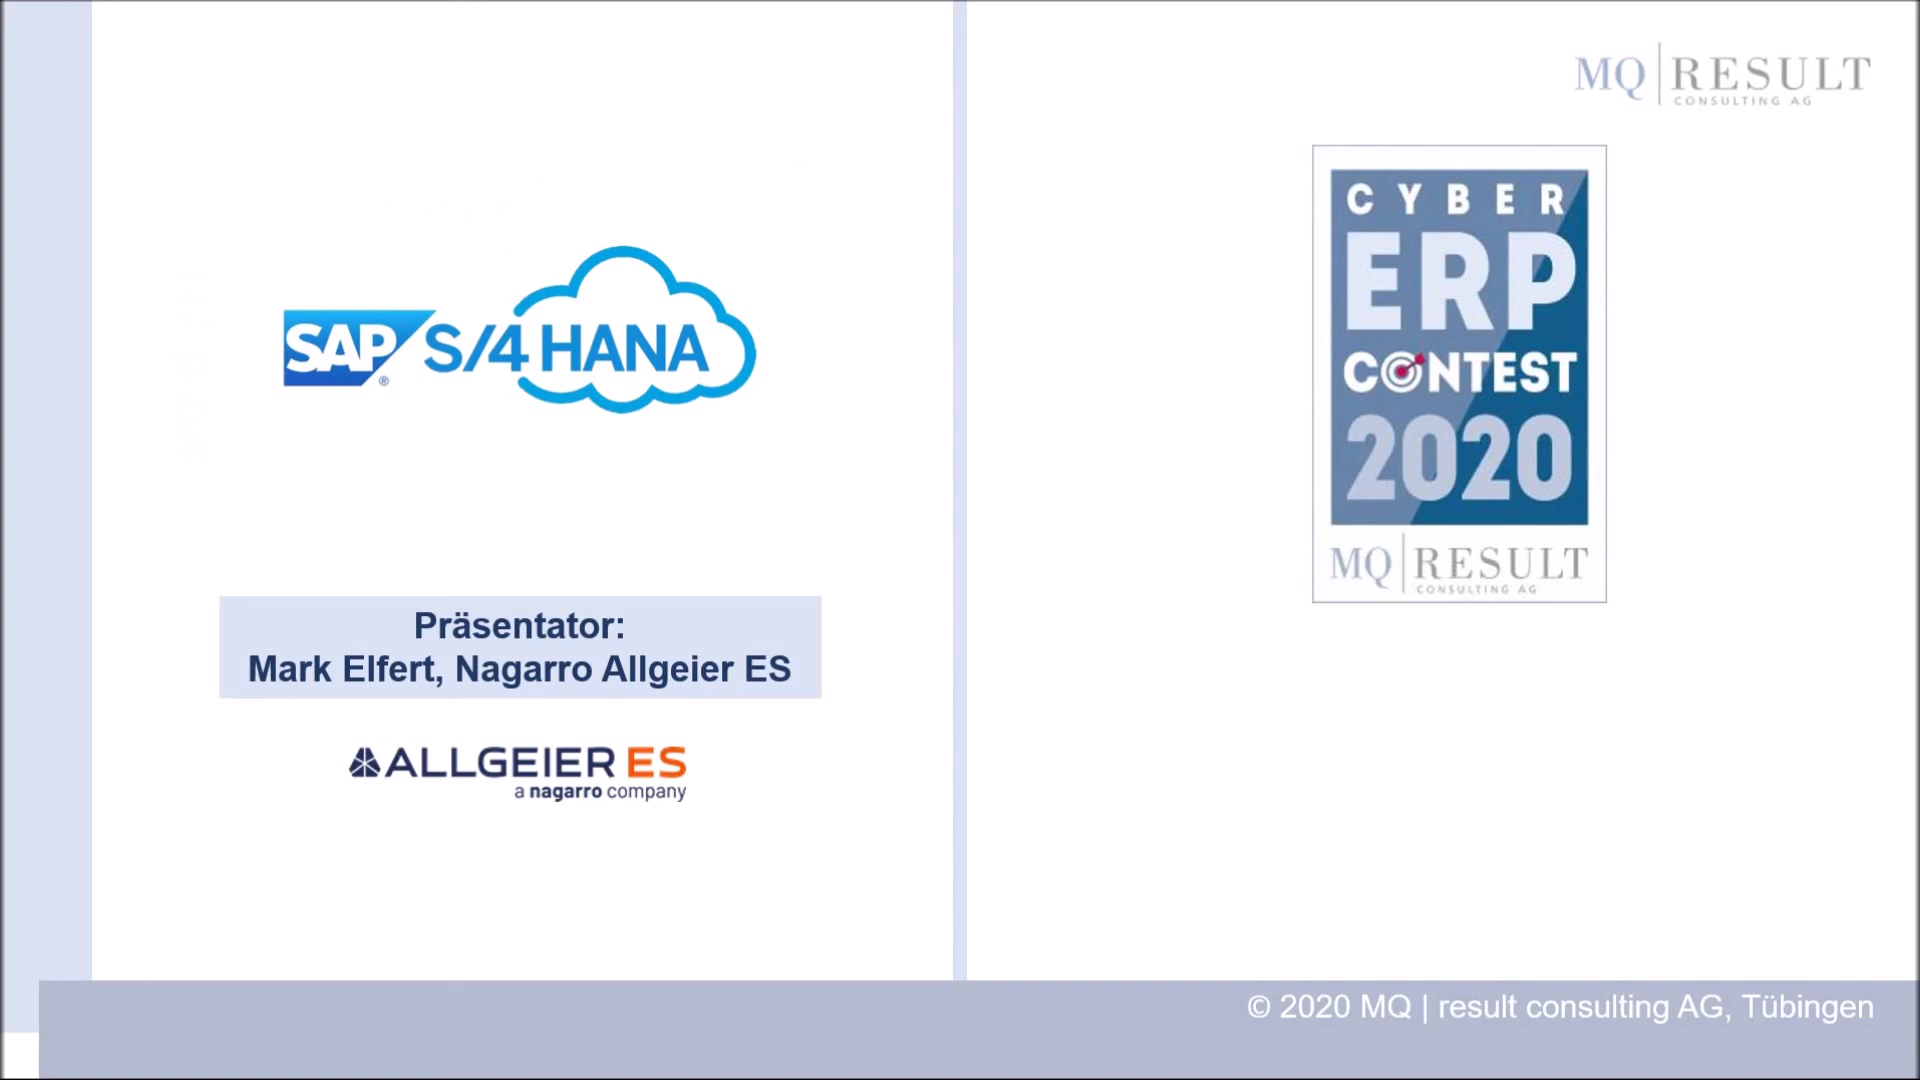 SAP® S/4 HANA
Präsentator:
Mark Elfert, Nagarro Allgeier ES
ALLGEIER ES
a nagarro company
MQ | RESULT
CONSULTING AG
CYBER
ERP
CONTEST
2020
MQ | RESULT
CONSULTING AG
© 2020 MQ | result consulting AG, Tübingen